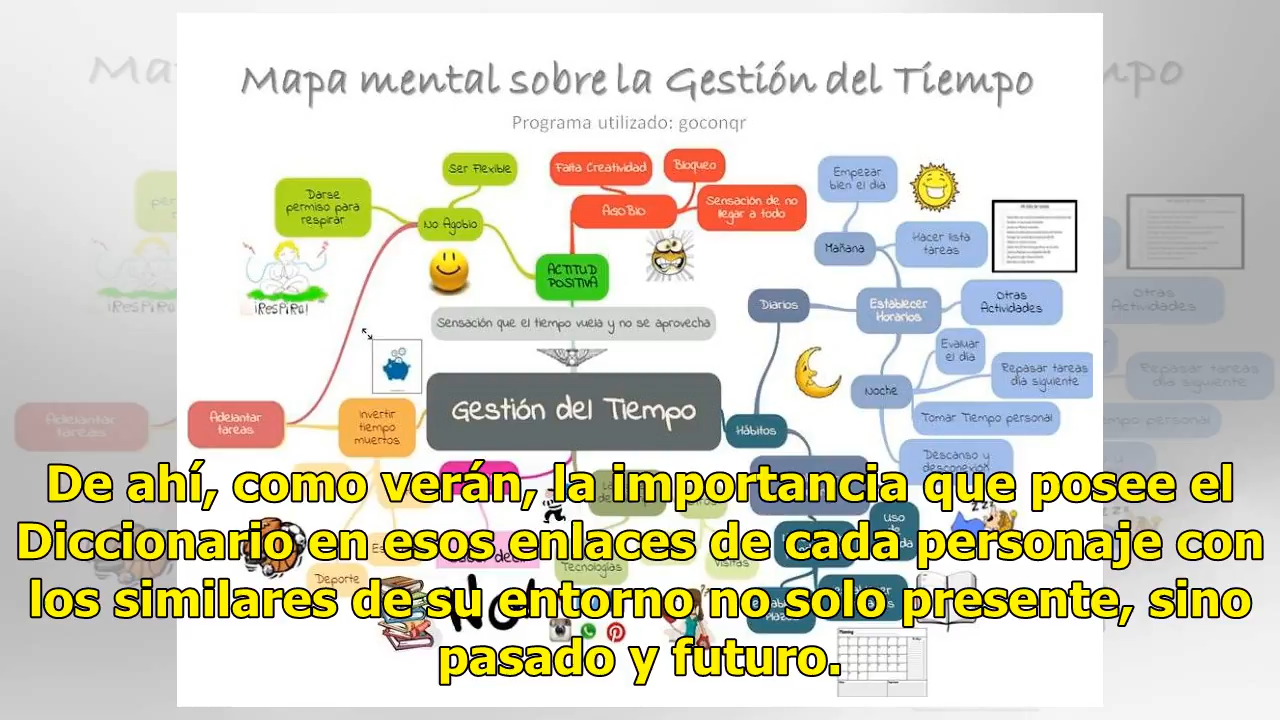 Mapa mental sobre la Gestión del Tiempo
Programa utilizado: goconqr
Ser Flexible
Darse
permiso para
respirar
No Agobio
¡ResPiRa!
Falta Creatividad
Bloqueo
AgoBio
Sensación de no
llegar a todo
ACTITUD
POSITIVA
Sensación que el tiempo vuela y no se aprovecha
Gestión del Tiempo
Empezar
bien el día
Mañana
Hacer lista
tareas
Diarios
Establecer
Horarios
Otras
Actividades
Evaluar
el día
Repasar tareas
día siguiente
Noche
Tomar Tiempo personal
Descanso y
desconexión
Hábitos
Adelantar
tareas
Invertir
tiempo
muertos
Deporte
NO!
Tecnologías
Visitas
Uso
De ahí, como verán, la importancia que posee el
Diccionario en esos enlaces de cada personaje con
los similares de su entorno no solo presente, sino
pasado y futuro.